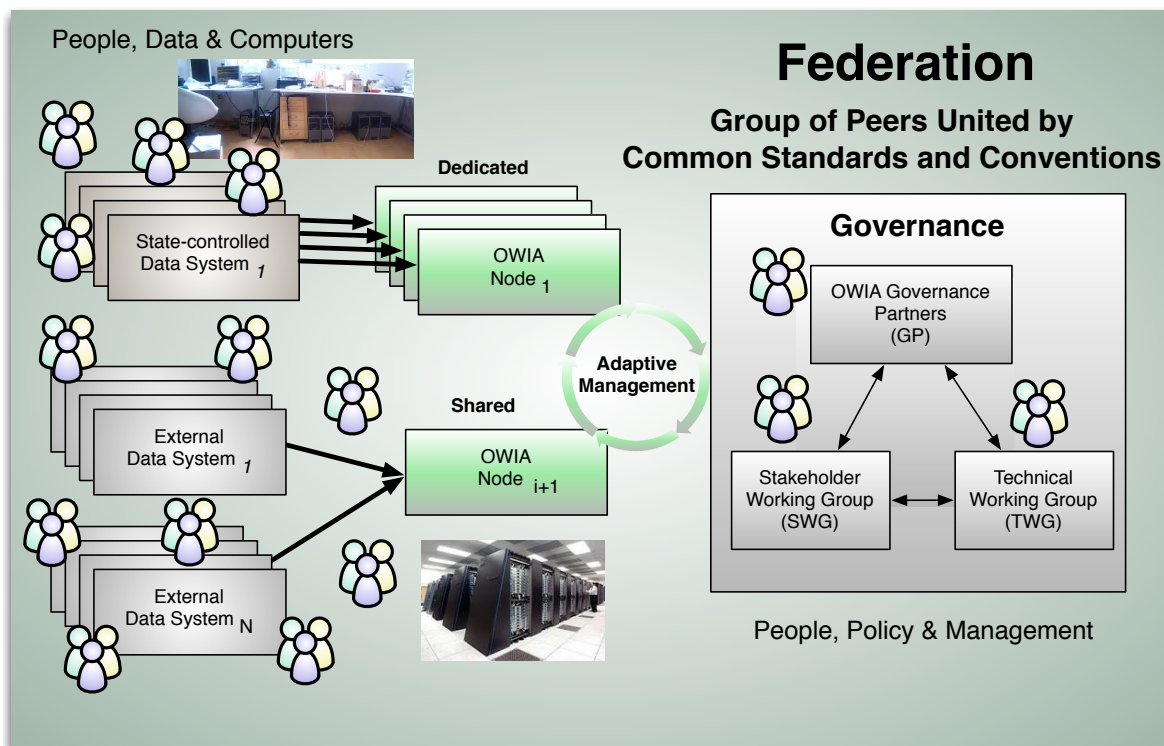 People, Data & Computers
Federation
Group of Peers United by
Common Standards and Conventions
Dedicated
State-controlled
Data System 1
OWIA
Node 1
Governance
OWIA Governance
Partners
(GP)
Adaptive
Management
External
Data System 1
Shared
OWIA
Node i+1
Stakeholder
Working Group
(SWG)
Technical
Working Group
(TWG)
External
Data System N
People, Policy & Management